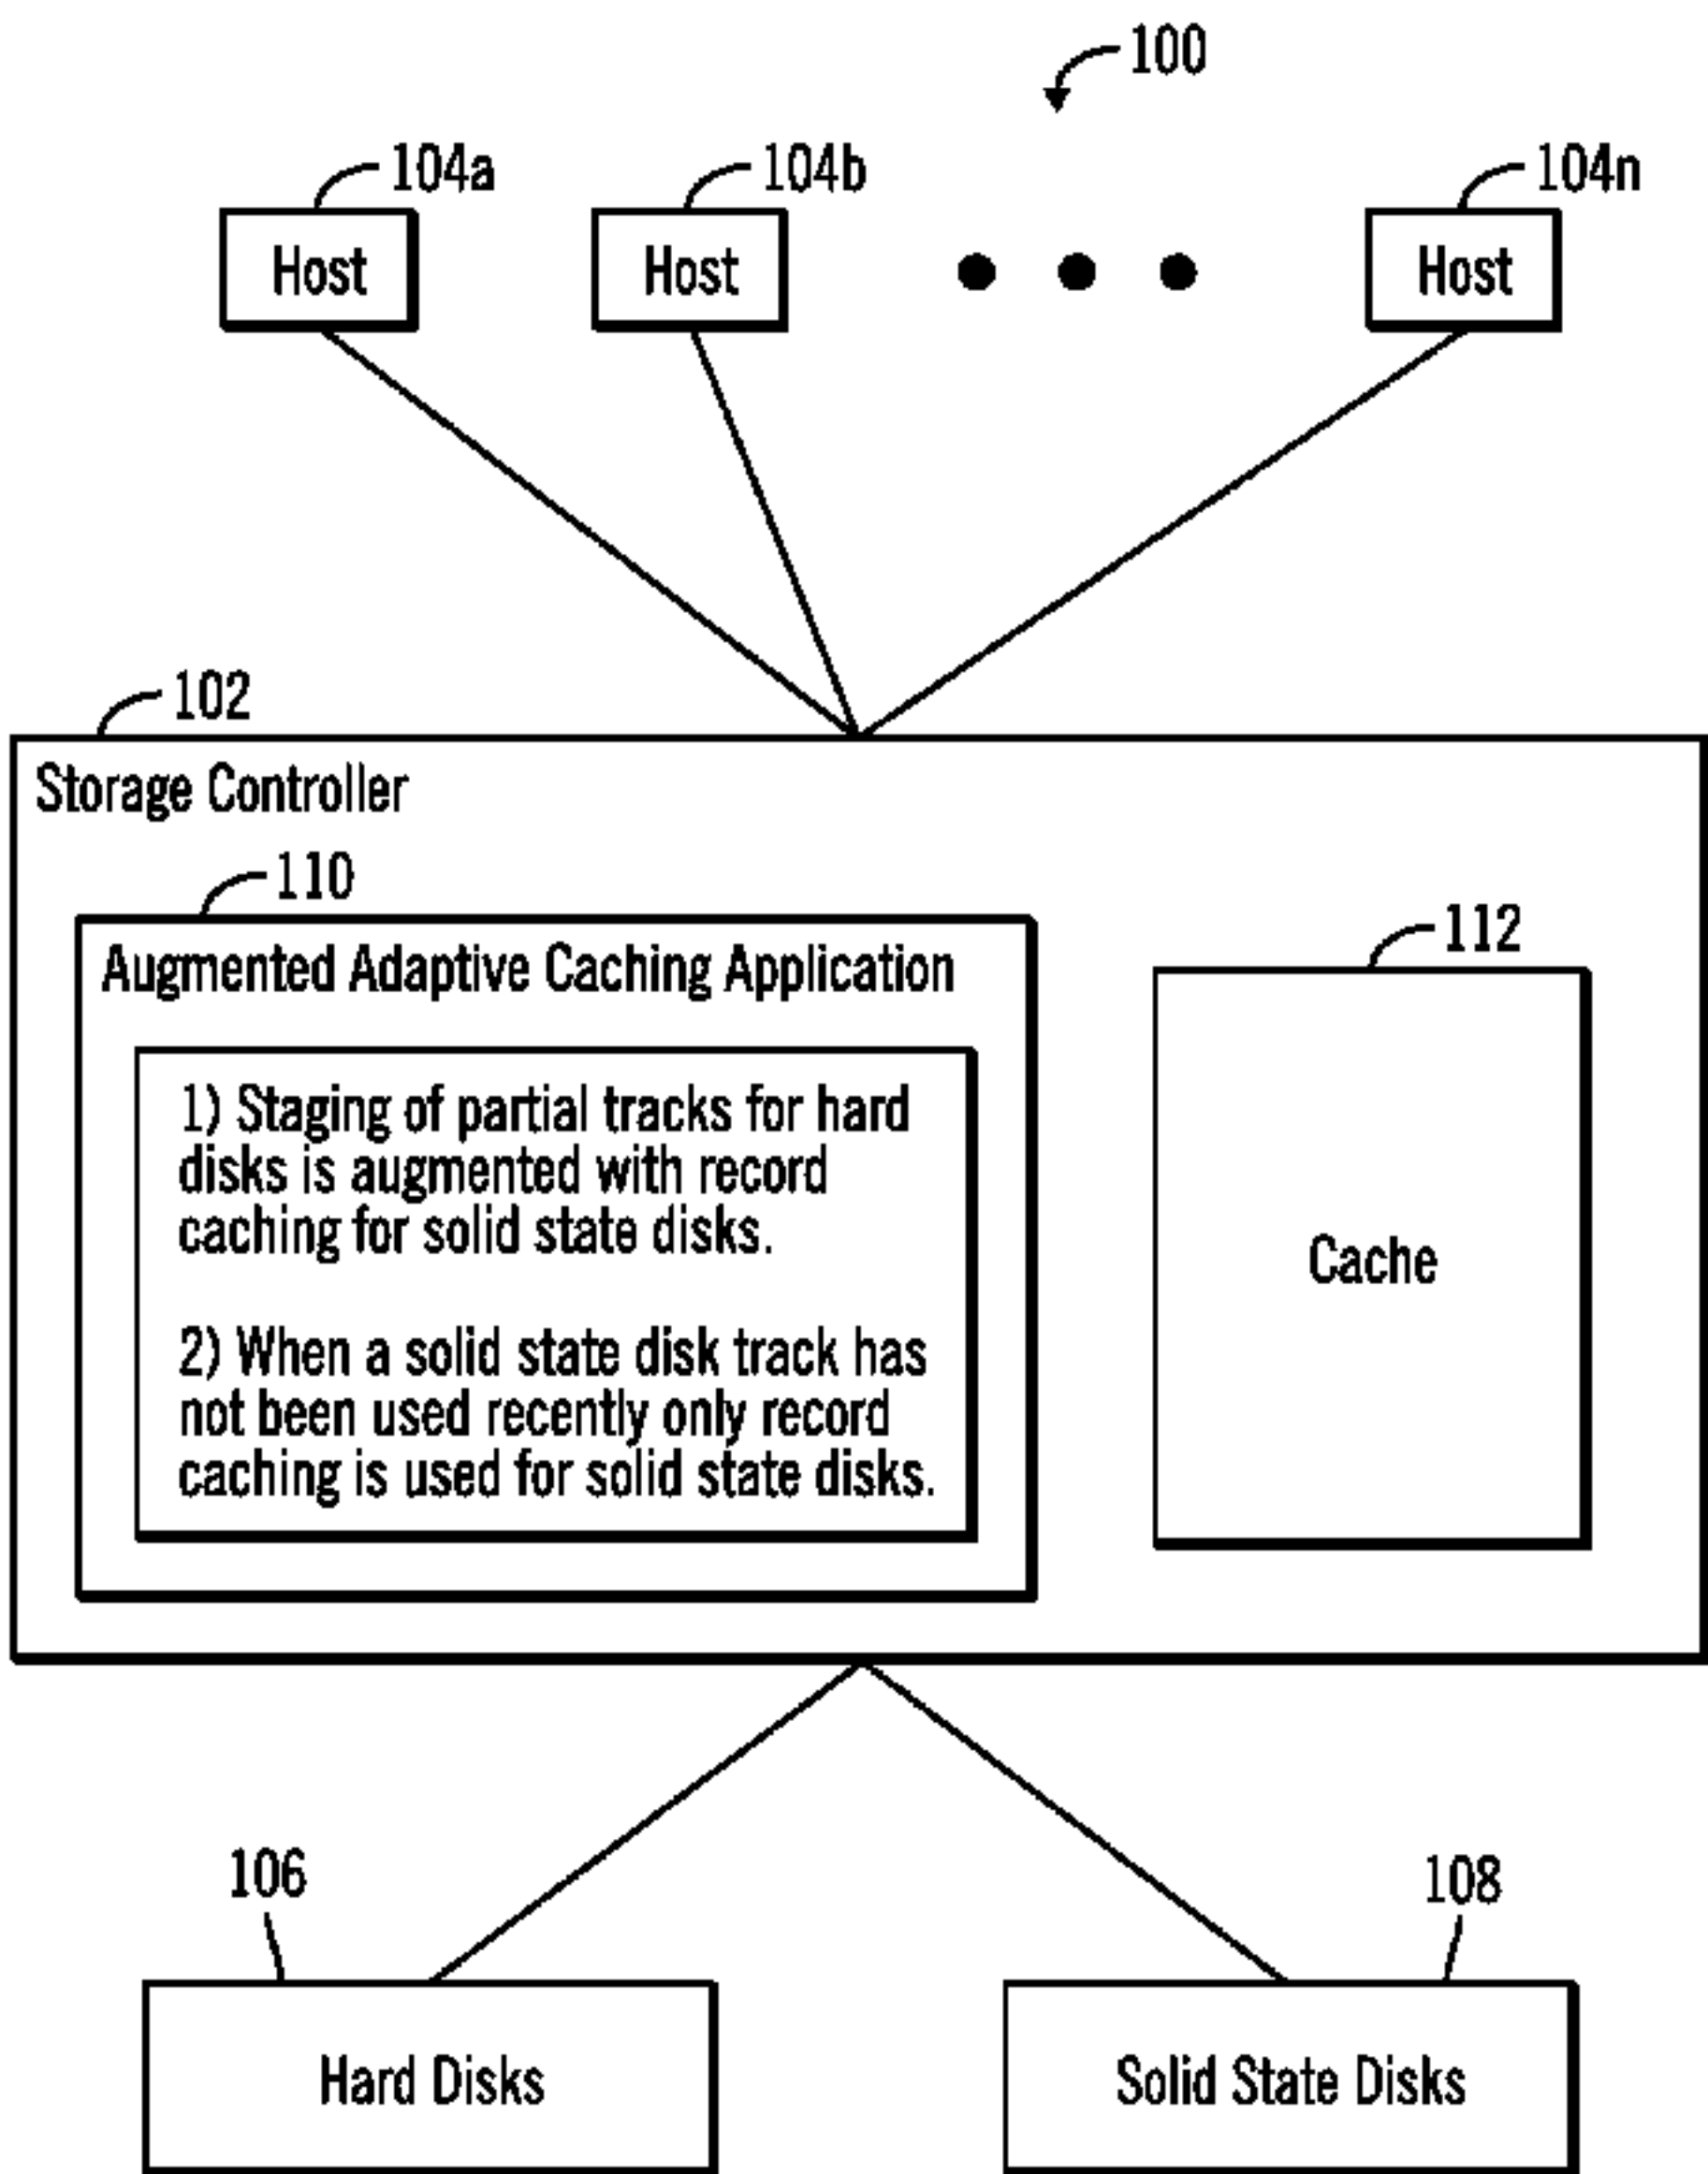 100
104a
104b
104n
Host
Host
Host
102
Storage Controller
110
Augmented Adaptive Caching Application
112
1) Staging of partial tracks for hard
disks is augmented with record
caching for solid state disks.
2) When a solid state disk track has
not been used recently only record
caching is used for solid state disks.
Cache
106
108
Hard Disks
Solid State Disks